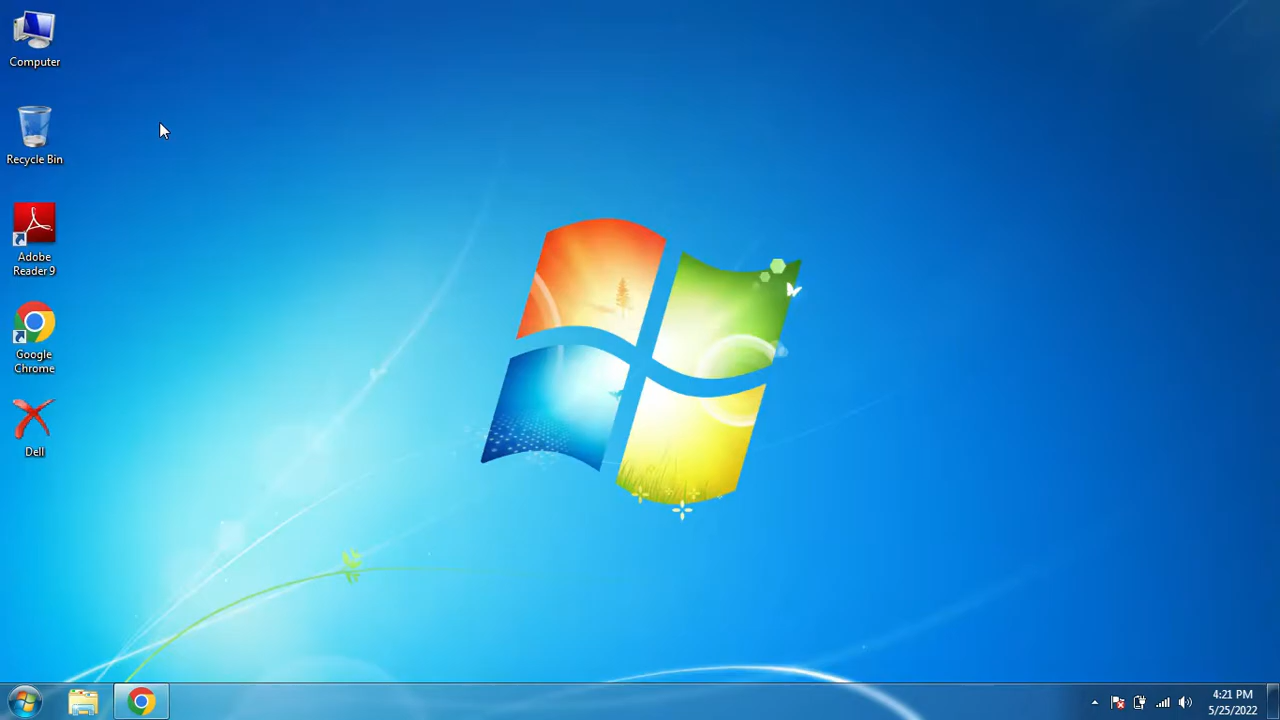 Computer
Recycle Bin
Adobe
Reader 9
Google
Chrome
Dell
4:21 PM
5/25/2022